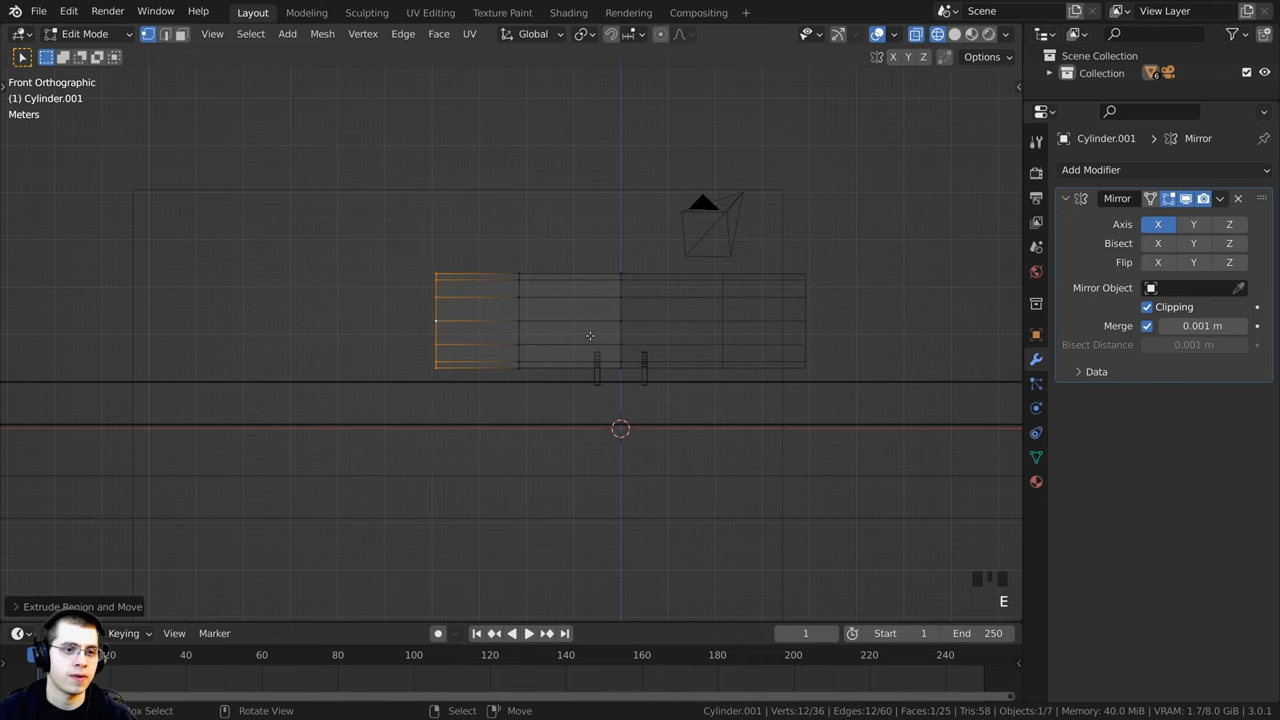 File Edit Render Window Help Layout Modeling Sculpting UV Editing Texture Paint Shading Rendering Compositing + Scene View Layer
Edit Mode View Select Add Mesh Vertex Edge Face UV Global
X Y Z Options
Front Orthographic
(1) Cylinder.001
Meters
Scene Collection
Collection 6
Cylinder.001 > Mirror
Add Modifier
Mirror
Axis X Y Z
Bisect X Y Z
Flip X Y Z
Mirror Object
Clipping
Merge 0.001 m
Bisect Distance 0.001 m
Data
E
Extrude Region and Move
Keying View Marker 1 Start 1 End 250
20 40 60 80 100 120 140 160 180 200 220 240
Box Select Rotate View Select Move Cylinder.001 | Verts:12/36 | Edges:12/60 | Faces:1/25 | Tris:58 | Objects:1/7 | Memory: 40.0 MiB | VRAM: 1.7/8.0 GiB | 3.0.1